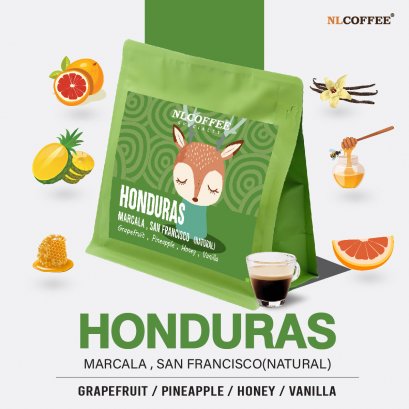 NLCOFFEE®
NLCOFFEE
SPECIALTY
HONDURAS
MARCALA , SAN FRANCISCO (NATURAL)
Grapefruit , Pineapple , Honey , Vanilla
HONDURAS
MARCALA , SAN FRANCISCO(NATURAL)
GRAPEFRUIT / PINEAPPLE / HONEY / VANILLA